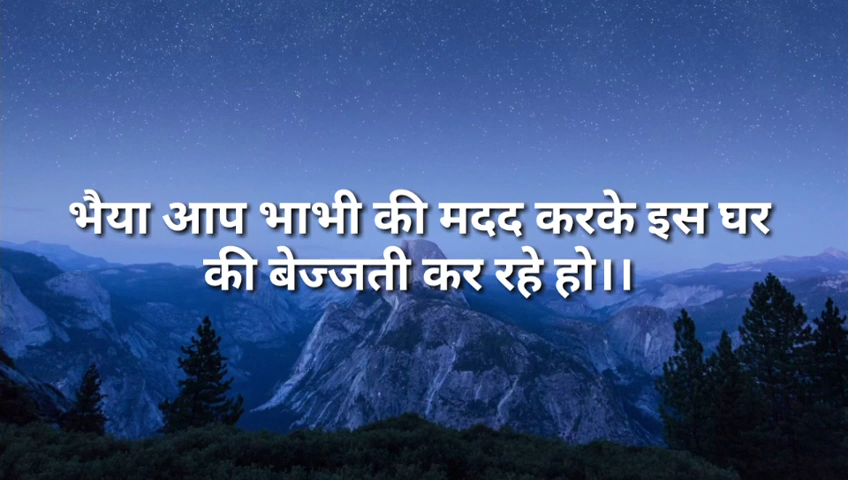 भैया आप भाभी की मदद करके इस घर
की बेज्जती कर रहे हो।।